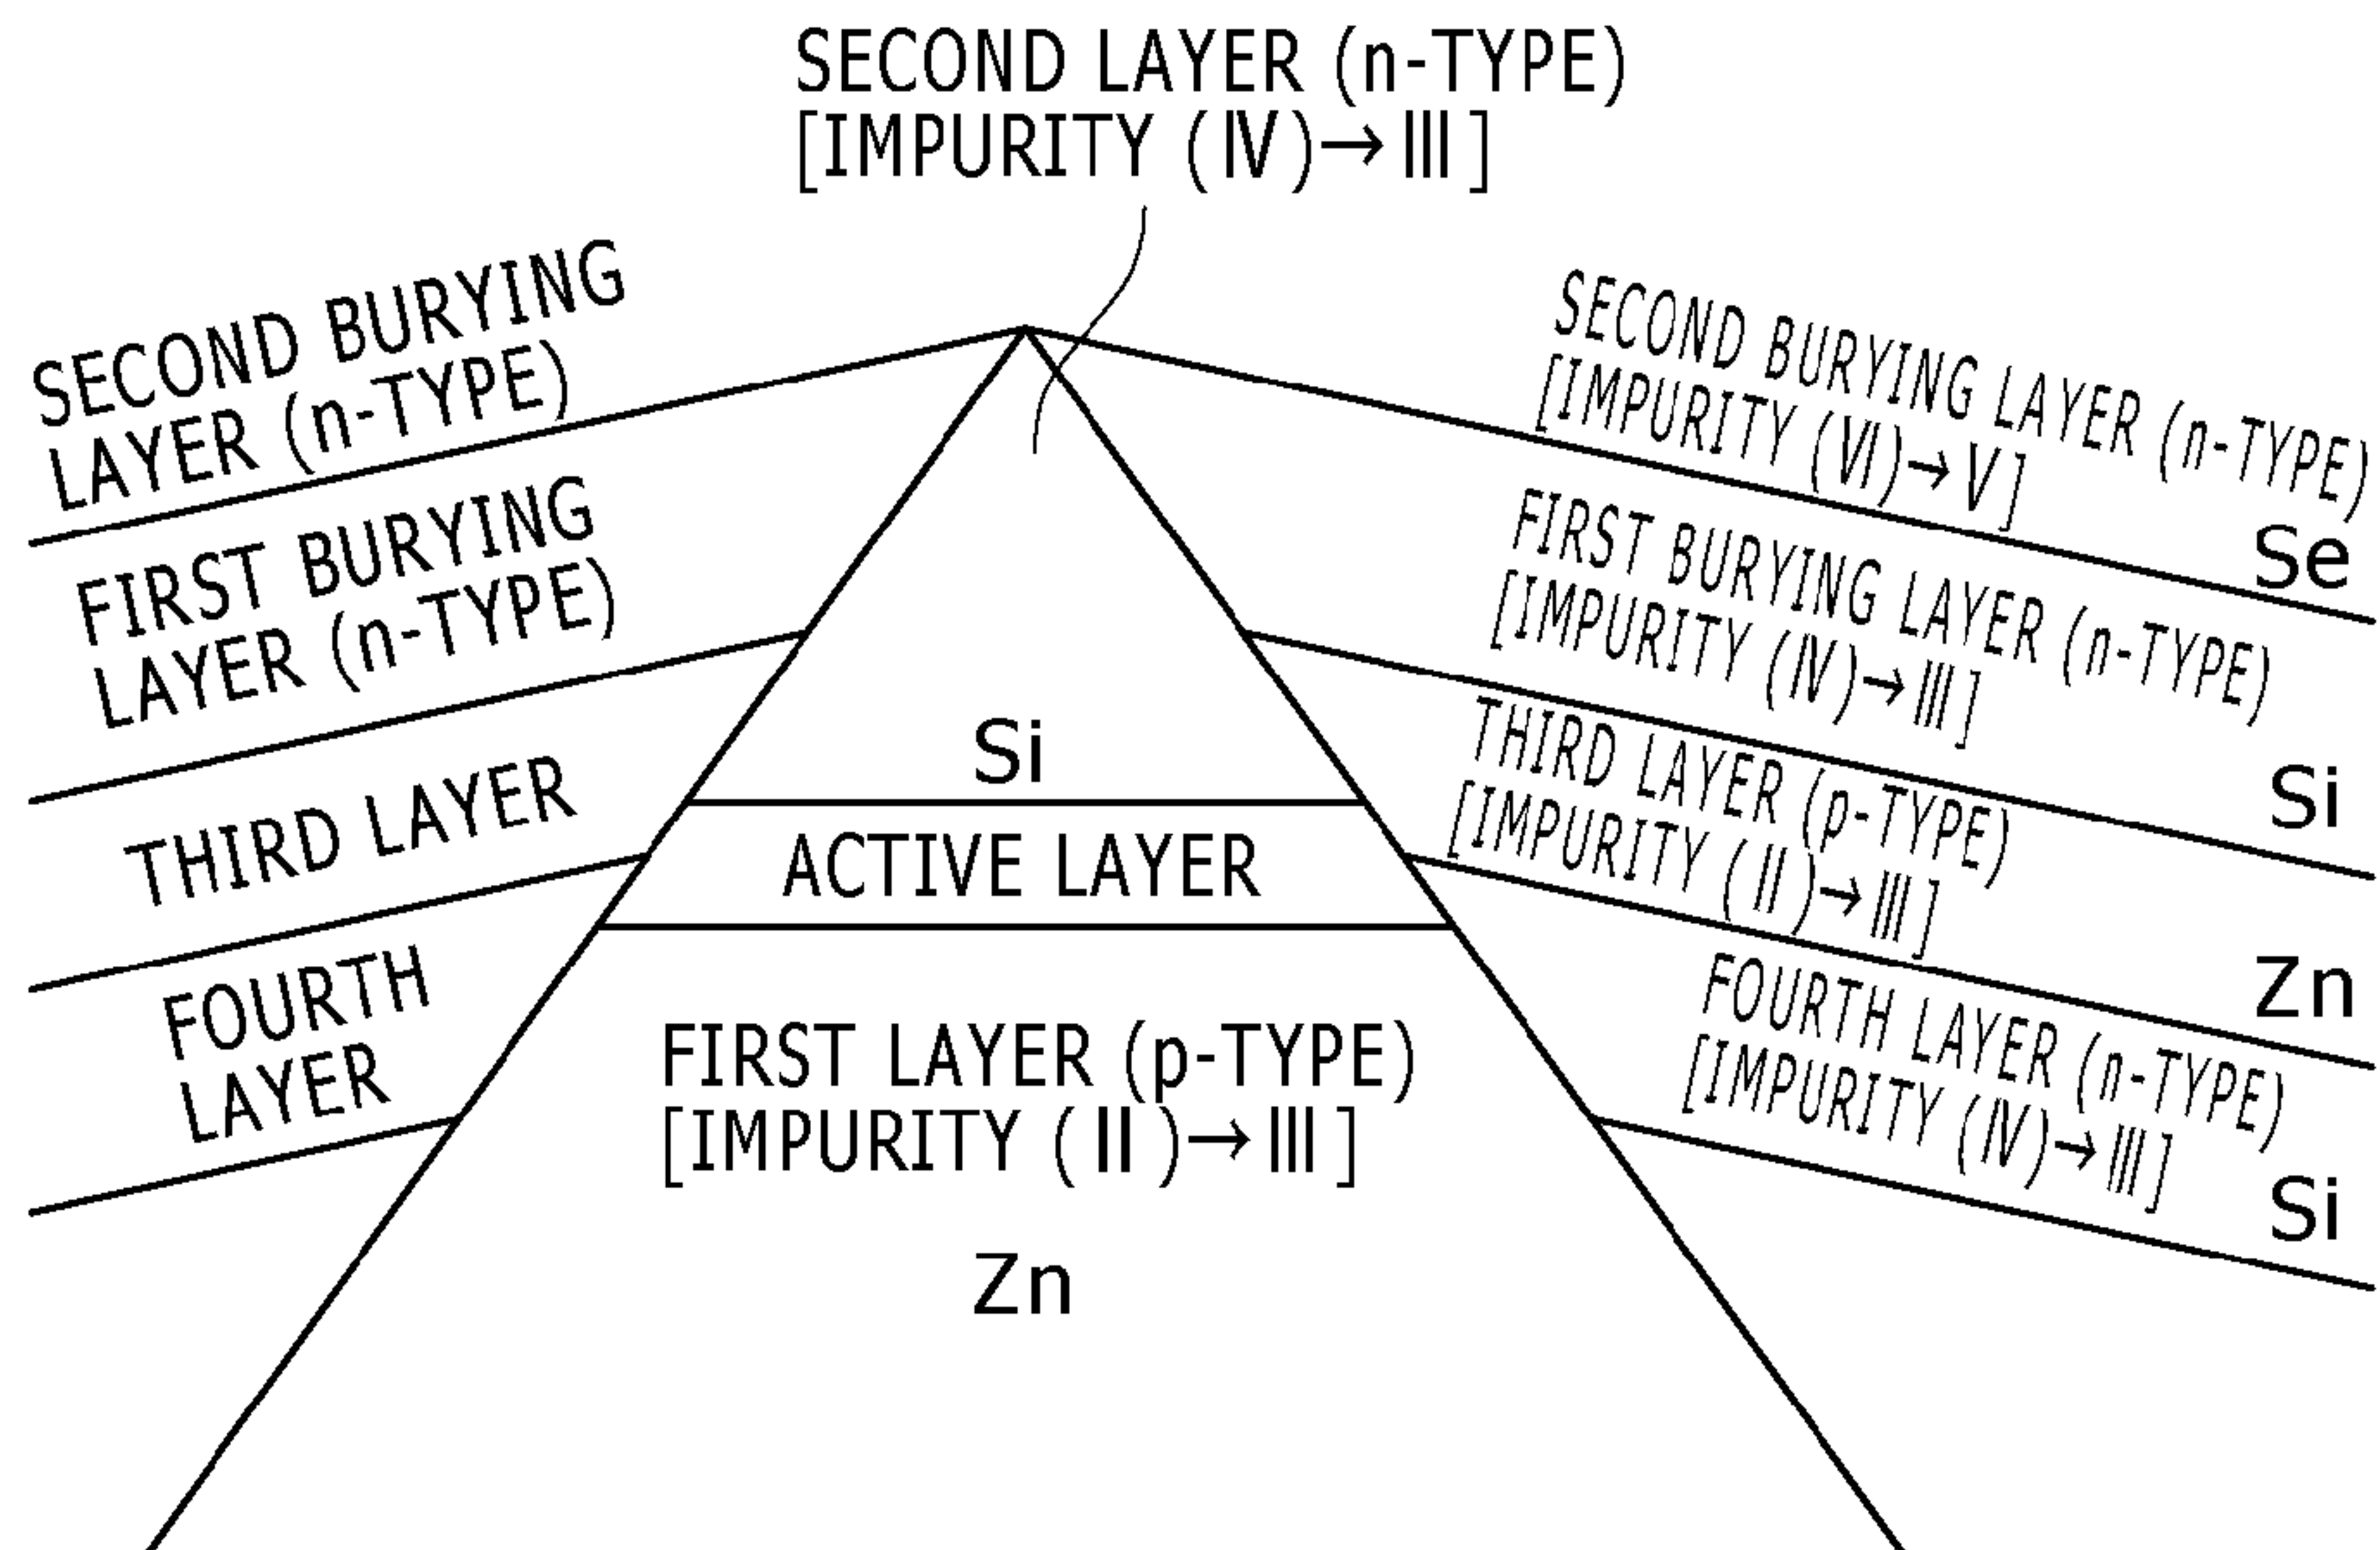 SECOND LAYER (n-TYPE)
[IMPURITY (Ⅳ)→Ⅲ]
SECOND BURYING
LAYER (n-TYPE)
FIRST BURYING
LAYER (n-TYPE)
THIRD LAYER
FOURTH
LAYER
Si
ACTIVE LAYER
FIRST LAYER (p-TYPE)
[IMPURITY (Ⅱ)→Ⅲ]
Zn
SECOND BURYING LAYER (n-TYPE)
[IMPURITY (Ⅵ)→Ⅴ]
Se
FIRST BURYING LAYER (n-TYPE)
[IMPURITY (Ⅳ)→Ⅲ]
Si
THIRD LAYER (p-TYPE)
[IMPURITY (Ⅱ)→Ⅲ]
Zn
FOURTH LAYER (n-TYPE)
[IMPURITY (Ⅳ)→Ⅲ]
Si